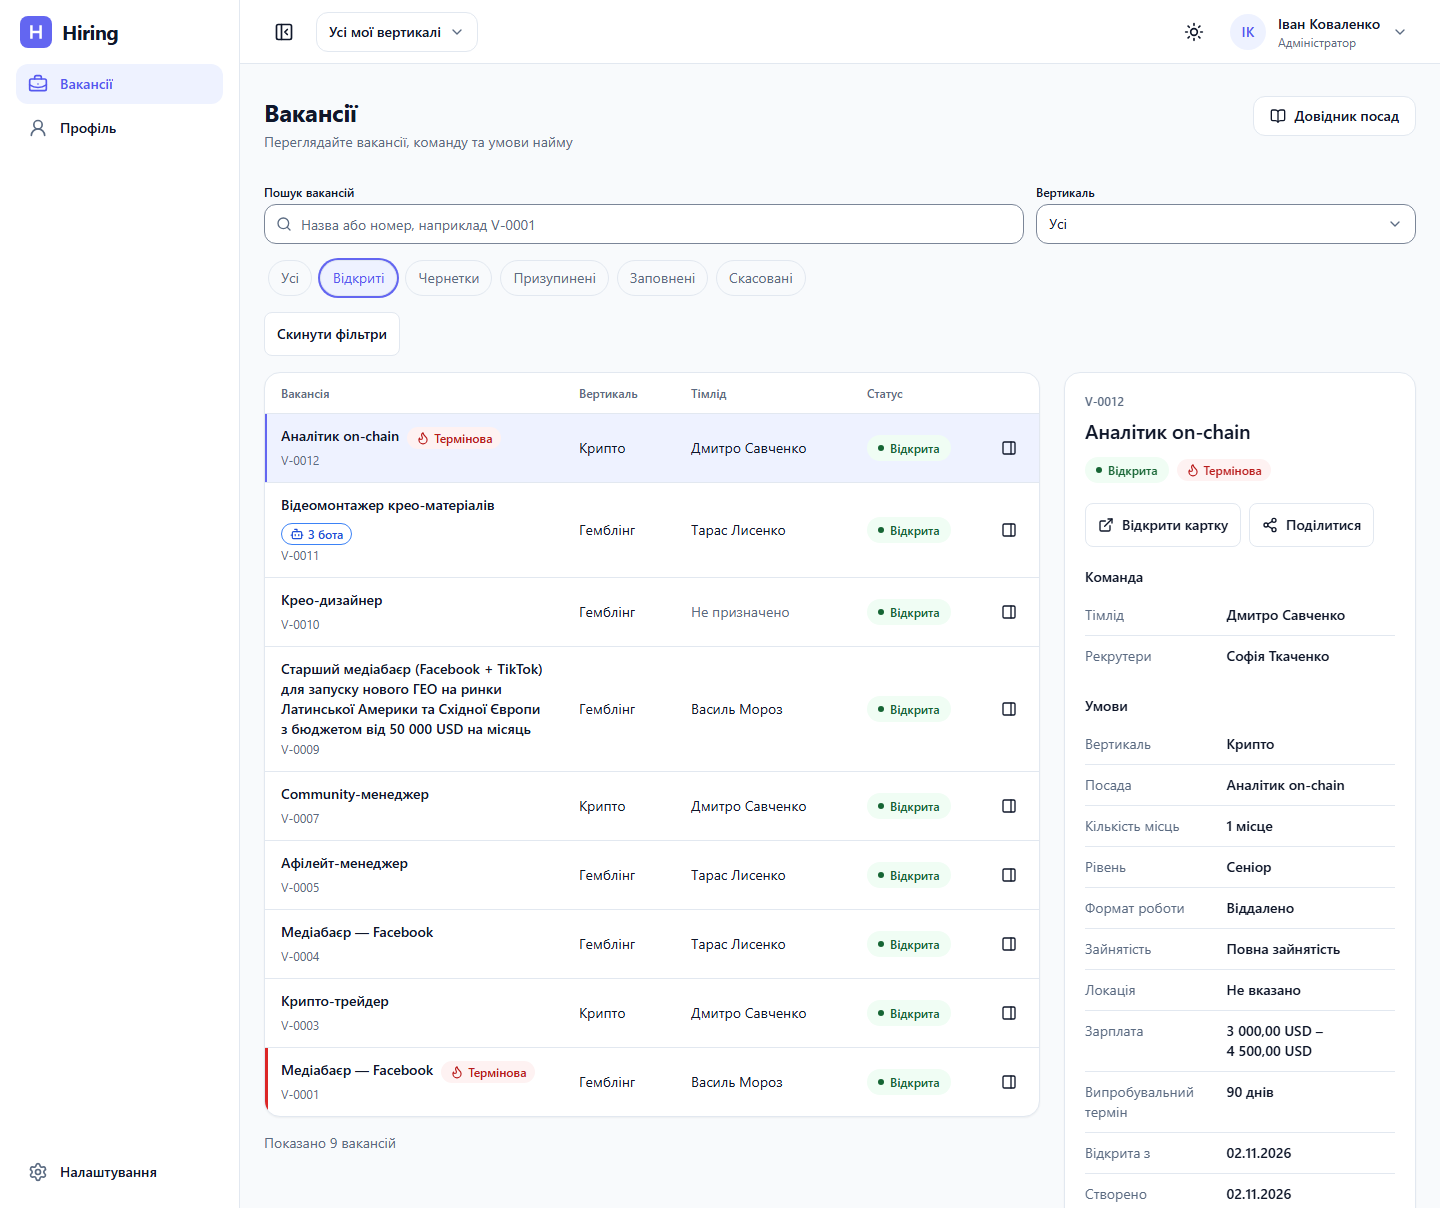 H Hiring
Вакансії
Профіль
Налаштування
Усі мої вертикалі
ІК
Іван Коваленко
Адміністратор
Вакансії
Переглядайте вакансії, команду та умови найму
Довідник посад
Пошук вакансій
Назва або номер, наприклад V-0001
Вертикаль
Усі
Усі
Відкриті
Чернетки
Призупинені
Заповнені
Скасовані
Скинути фільтри
Вакансія Вертикаль Тімлід Статус
Аналітик on-chain Термінова
V-0012
Крипто Дмитро Савченко Відкрита
Відеомонтажер крео-матеріалів
З бота
V-0011
Гемблінг Тарас Лисенко Відкрита
Крео-дизайнер
V-0010
Гемблінг Не призначено Відкрита
Старший медіабаєр (Facebook + TikTok)
для запуску нового ГЕО на ринки
Латинської Америки та Східної Європи
з бюджетом від 50 000 USD на місяць
V-0009
Гемблінг Василь Мороз Відкрита
Community-менеджер
V-0007
Крипто Дмитро Савченко Відкрита
Афілейт-менеджер
V-0005
Гемблінг Тарас Лисенко Відкрита
Медіабаєр — Facebook
V-0004
Гемблінг Тарас Лисенко Відкрита
Крипто-трейдер
V-0003
Крипто Дмитро Савченко Відкрита
Медіабаєр — Facebook Термінова
V-0001
Гемблінг Василь Мороз Відкрита
Показано 9 вакансій
V-0012
Аналітик on-chain
Відкрита Термінова
Відкрити картку
Поділитися
Команда
Тімлід Дмитро Савченко
Рекрутери Софія Ткаченко
Умови
Вертикаль Крипто
Посада Аналітик on-chain
Кількість місць 1 місце
Рівень Сеніор
Формат роботи Віддалено
Зайнятість Повна зайнятість
Локація Не вказано
Зарплата 3 000,00 USD –
4 500,00 USD
Випробувальний 90 днів
термін
Відкрита з 02.11.2026
Створено 02.11.2026